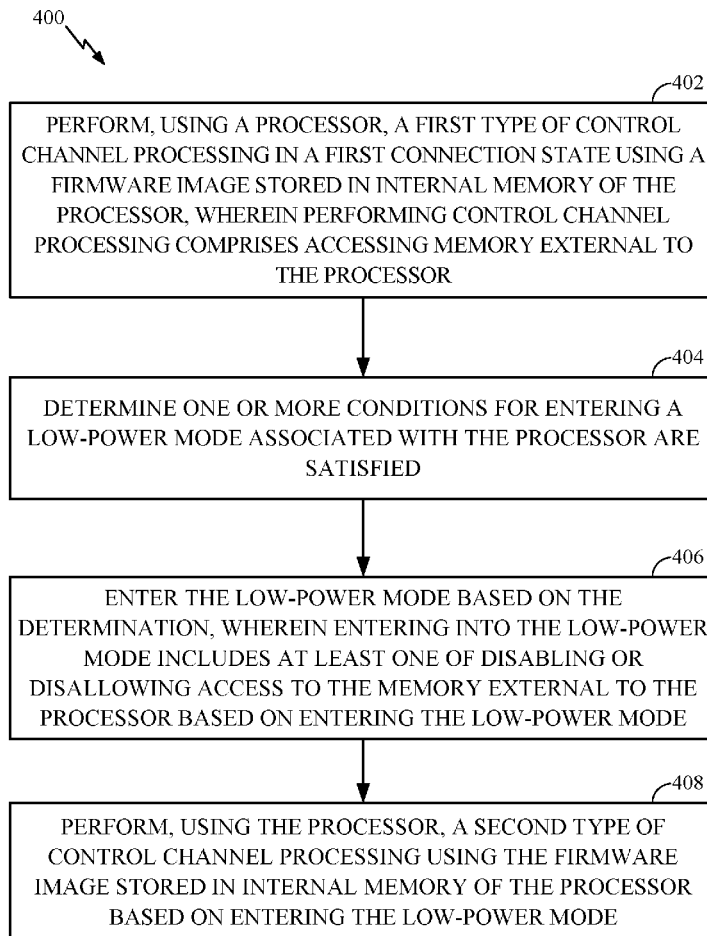 400
402
PERFORM, USING A PROCESSOR, A FIRST TYPE OF CONTROL
CHANNEL PROCESSING IN A FIRST CONNECTION STATE USING A
FIRMWARE IMAGE STORED IN INTERNAL MEMORY OF THE
PROCESSOR, WHEREIN PERFORMING CONTROL CHANNEL
PROCESSING COMPRISES ACCESSING MEMORY EXTERNAL TO
THE PROCESSOR
404
DETERMINE ONE OR MORE CONDITIONS FOR ENTERING A
LOW-POWER MODE ASSOCIATED WITH THE PROCESSOR ARE
SATISFIED
406
ENTER THE LOW-POWER MODE BASED ON THE
DETERMINATION, WHEREIN ENTERING INTO THE LOW-POWER
MODE INCLUDES AT LEAST ONE OF DISABLING OR
DISALLOWING ACCESS TO THE MEMORY EXTERNAL TO THE
PROCESSOR BASED ON ENTERING THE LOW-POWER MODE
408
PERFORM, USING THE PROCESSOR, A SECOND TYPE OF
CONTROL CHANNEL PROCESSING USING THE FIRMWARE
IMAGE STORED IN INTERNAL MEMORY OF THE PROCESSOR
BASED ON ENTERING THE LOW-POWER MODE